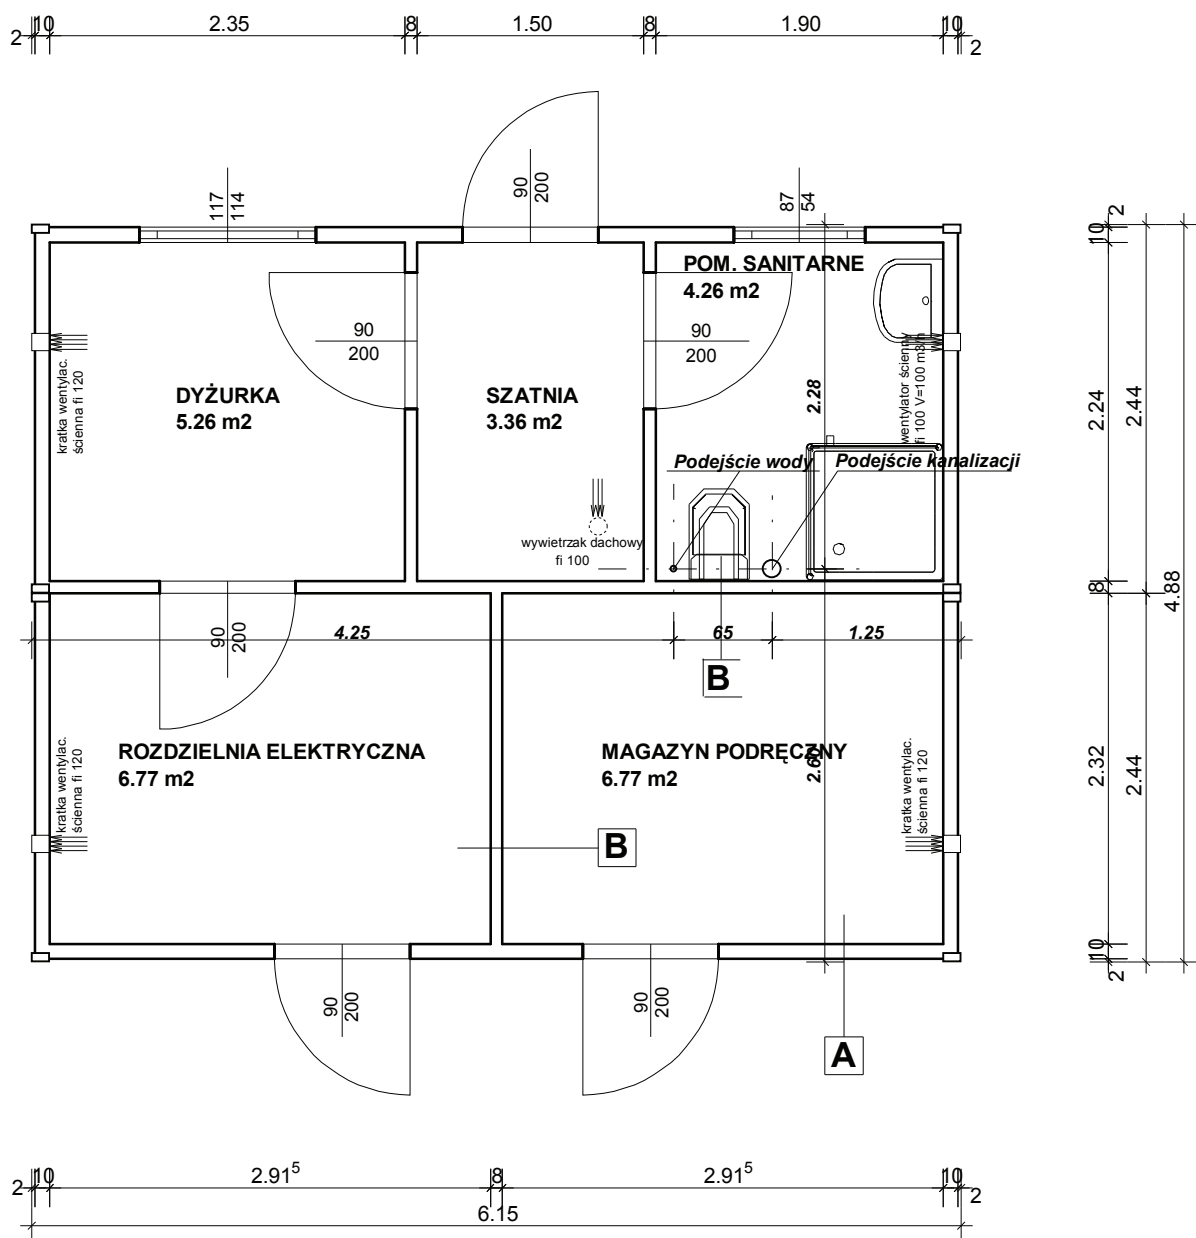 2 10 2.35 8 1.50 8 1.90 10 2
90
200
117
114
87
54
POM. SANITARNE
4.26 m2
90
200
90
200
kratka wentylac.
ścienna fi 120
DYŻURKA
5.26 m2
SZATNIA
3.36 m2
2.28
wentylator ścienny
fi 100 V=100 m3/h
Podejście wody
Podejście kanalizacji
wywietrzak dachowy
fi 100
90
200
4.25
65
1.25
B
ROZDZIELNIA ELEKTRYCZNA
6.77 m2
MAGAZYN PODRĘCZNY
6.77 m2
2.60
kratka wentylac.
ścienna fi 120
kratka wentylac.
ścienna fi 120
B
90
200
90
200
A
2
10
2.24
8
2.32
10
2
2.44
2.44
4.88
2 10 2.91⁵ 8 2.91⁵ 10 2
6.15